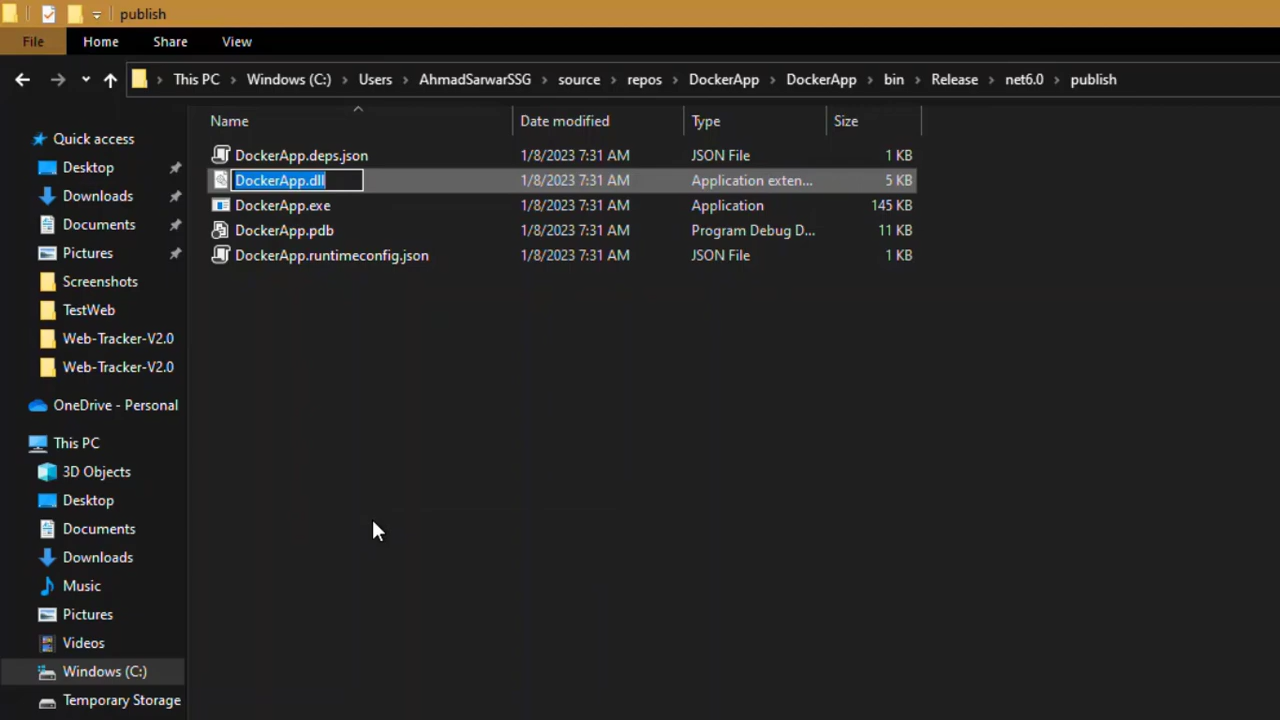 publish
File Home Share View
This PC Windows (C:) Users AhmadSarwarSSG source repos DockerApp DockerApp bin Release net6.0 publish
Name Date modified Type Size
Quick access
Desktop
Downloads
Documents
Pictures
Screenshots
TestWeb
Web-Tracker-V2.0
Web-Tracker-V2.0
OneDrive - Personal
This PC
3D Objects
Desktop
Documents
Downloads
Music
Pictures
Videos
Windows (C:)
Temporary Storage
DockerApp.deps.json 1/8/2023 7:31 AM JSON File 1 KB
DockerApp.dll 1/8/2023 7:31 AM Application exten... 5 KB
DockerApp.exe 1/8/2023 7:31 AM Application 145 KB
DockerApp.pdb 1/8/2023 7:31 AM Program Debug D... 11 KB
DockerApp.runtimeconfig.json 1/8/2023 7:31 AM JSON File 1 KB